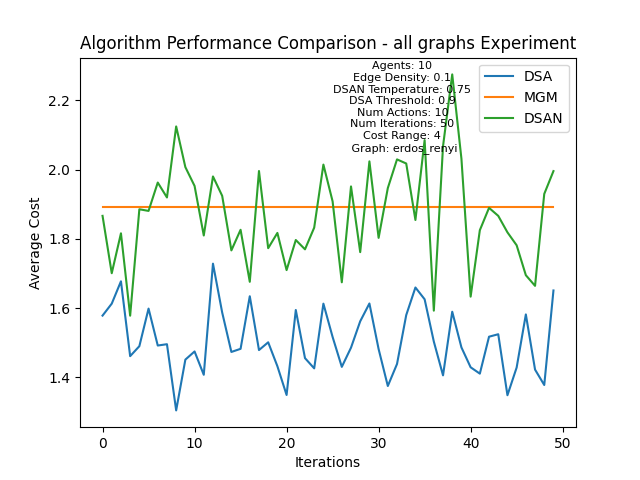 Algorithm Performance Comparison - all graphs Experiment
Agents: 10
Edge Density: 0.1
DSAN Temperature: 0.75
DSA Threshold: 0.9
Num Actions: 10
Num Iterations: 50
Cost Range: 4
Graph: erdos_renyi
DSA
MGM
DSAN
Average Cost
2.2
2.0
1.8
1.6
1.4
0 10 20 30 40 50
Iterations